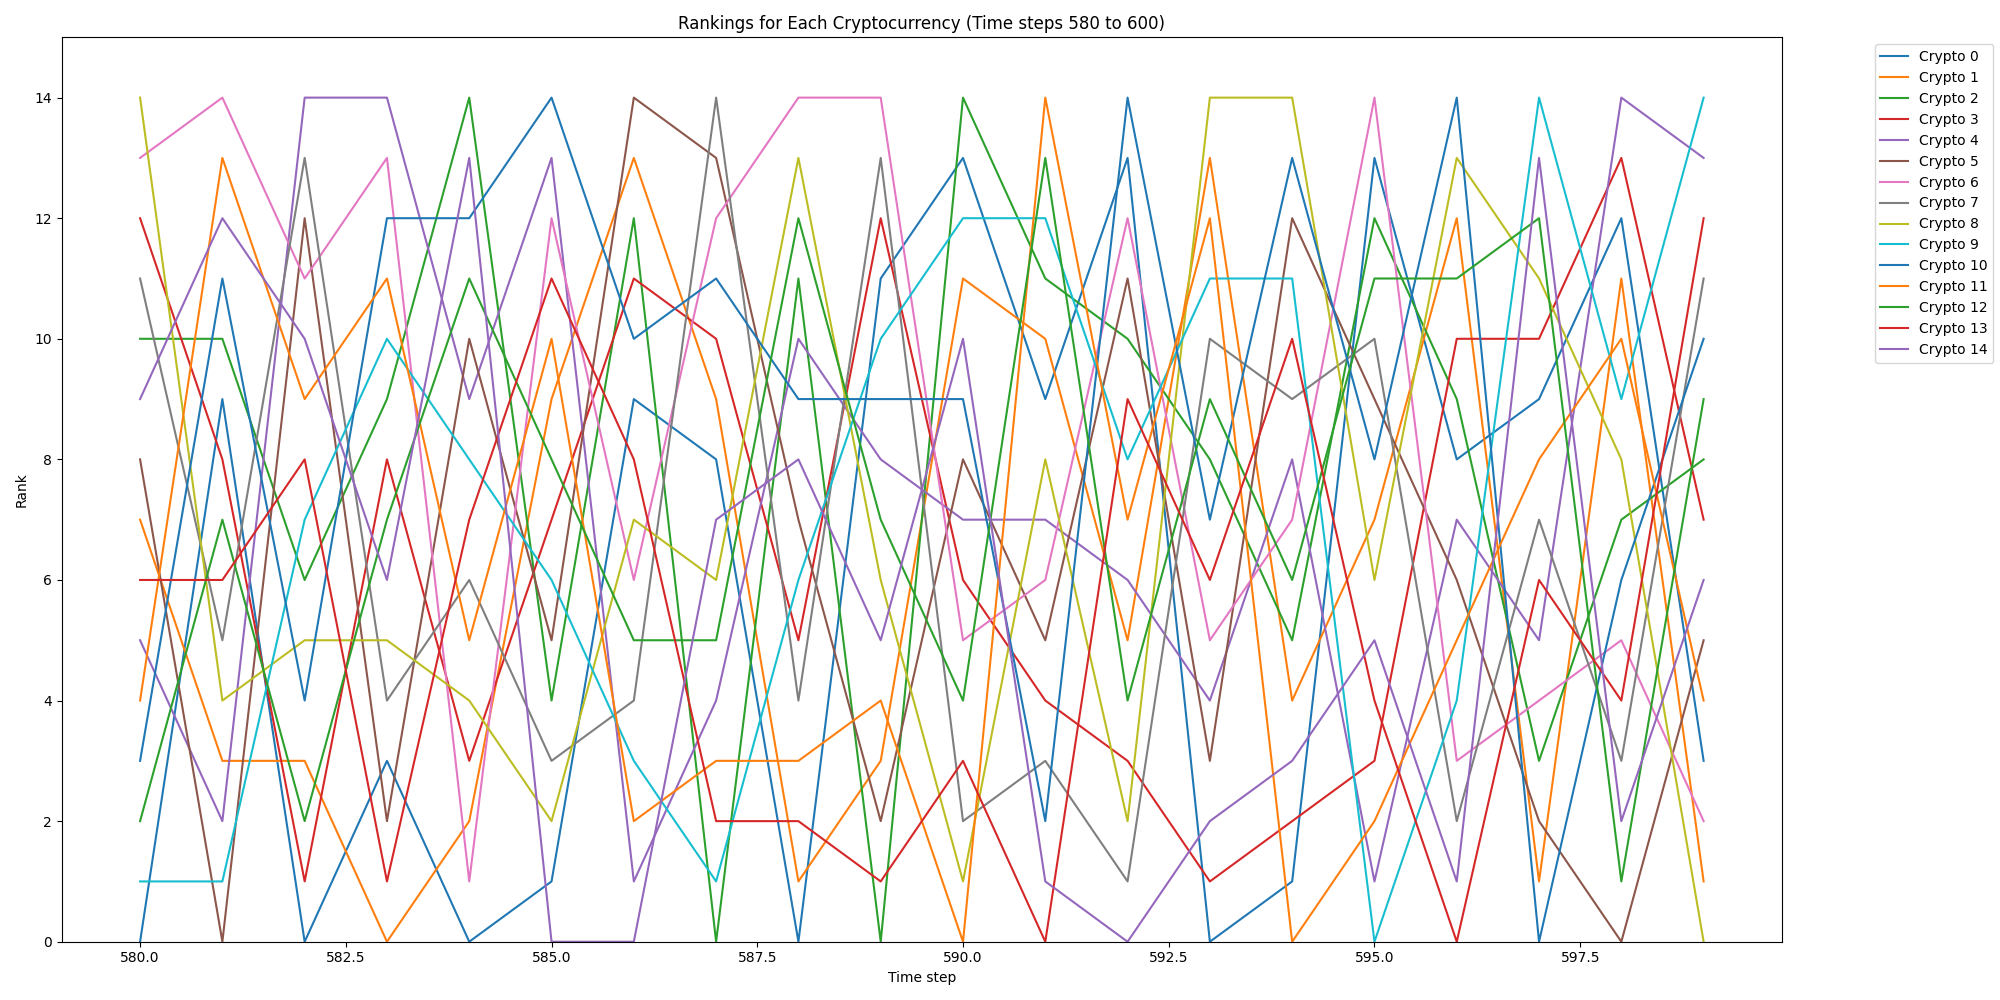 Rankings for Each Cryptocurrency (Time steps 580 to 600)
Rank
14
12
10
8
6
4
2
0
580.0 582.5 585.0 587.5 590.0 592.5 595.0 597.5
Time step
Crypto 0
Crypto 1
Crypto 2
Crypto 3
Crypto 4
Crypto 5
Crypto 6
Crypto 7
Crypto 8
Crypto 9
Crypto 10
Crypto 11
Crypto 12
Crypto 13
Crypto 14